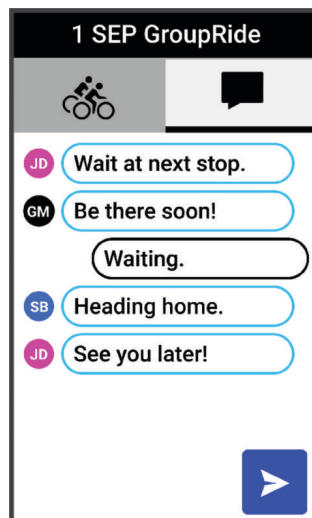 1 SEP GroupRide
JD Wait at next stop.
GM Be there soon!
Waiting.
SB Heading home.
JD See you later!